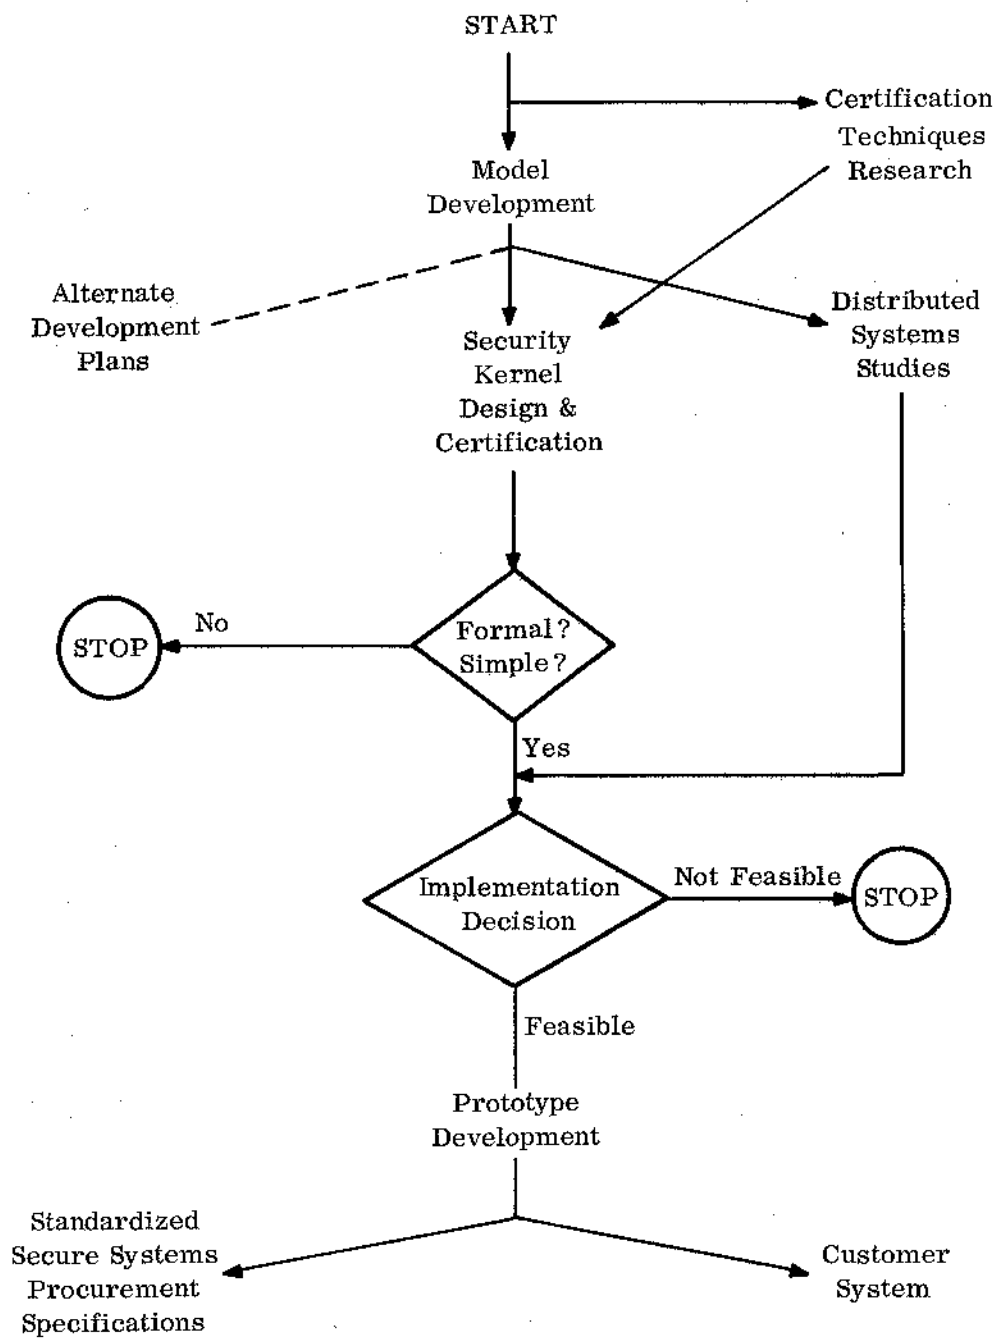 START
Certification
Techniques
Research
Model
Development
Alternate
Development
Plans
Distributed
Systems
Studies
Security
Kernel
Design &
Certification
STOP
No
Formal?
Simple?
Yes
Implementation
Decision
Not Feasible
STOP
Feasible
Prototype
Development
Standardized
Secure Systems
Procurement
Specifications
Customer
System